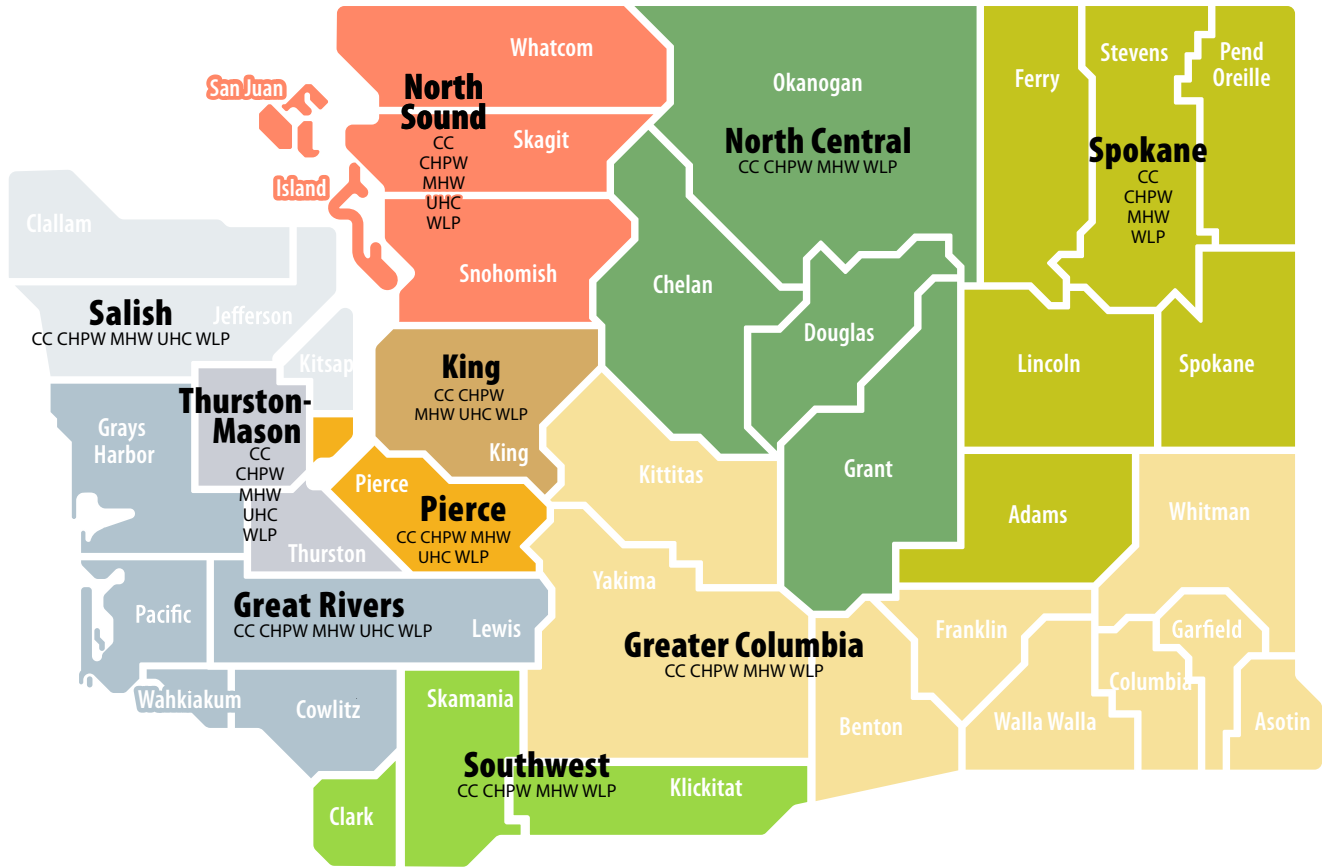 Whatcom
San Juan
North
Sound
CC
CHPW
MHW
UHC
WLP
Skagit
Island
Snohomish
Okanogan
North Central
CC CHPW MHW WLP
Chelan
Douglas
Grant
Ferry
Stevens
Pend
Oreille
Spokane
CC
CHPW
MHW
WLP
Lincoln
Spokane
Adams
Clallam
Salish
CC CHPW MHW UHC WLP
Jefferson
Kitsap
King
CC CHPW
MHW UHC WLP
King
Thurston-
Mason
CC
CHPW
MHW
UHC
WLP
Thurston
Grays
Harbor
Pierce
Pierce
CC CHPW MHW
UHC WLP
Kittitas
Yakima
Whitman
Pacific
Great Rivers
CC CHPW MHW UHC WLP
Lewis
Wahkiakum
Cowlitz
Greater Columbia
CC CHPW MHW WLP
Franklin
Garfield
Columbia
Benton
Walla Walla
Asotin
Skamania
Southwest
CC CHPW MHW WLP
Klickitat
Clark